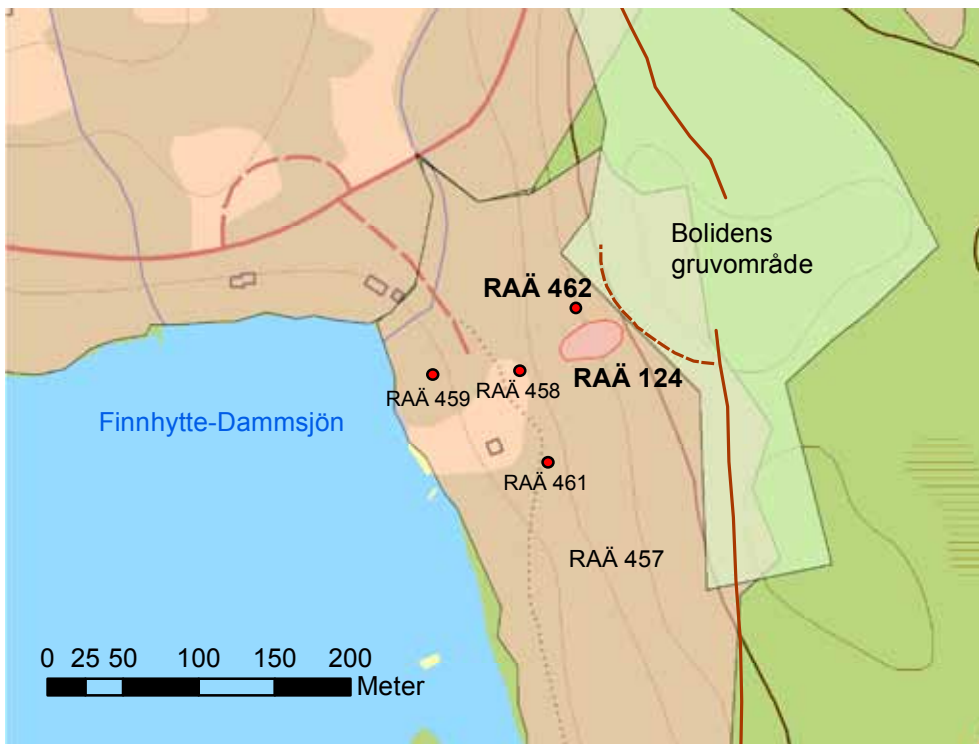 Bolidens
gruvområde
RAÄ 462
RAÄ 124
RAÄ 459
RAÄ 458
Finnhytte-Dammsjön
RAÄ 461
RAÄ 457
0 25 50 100 150 200
Meter